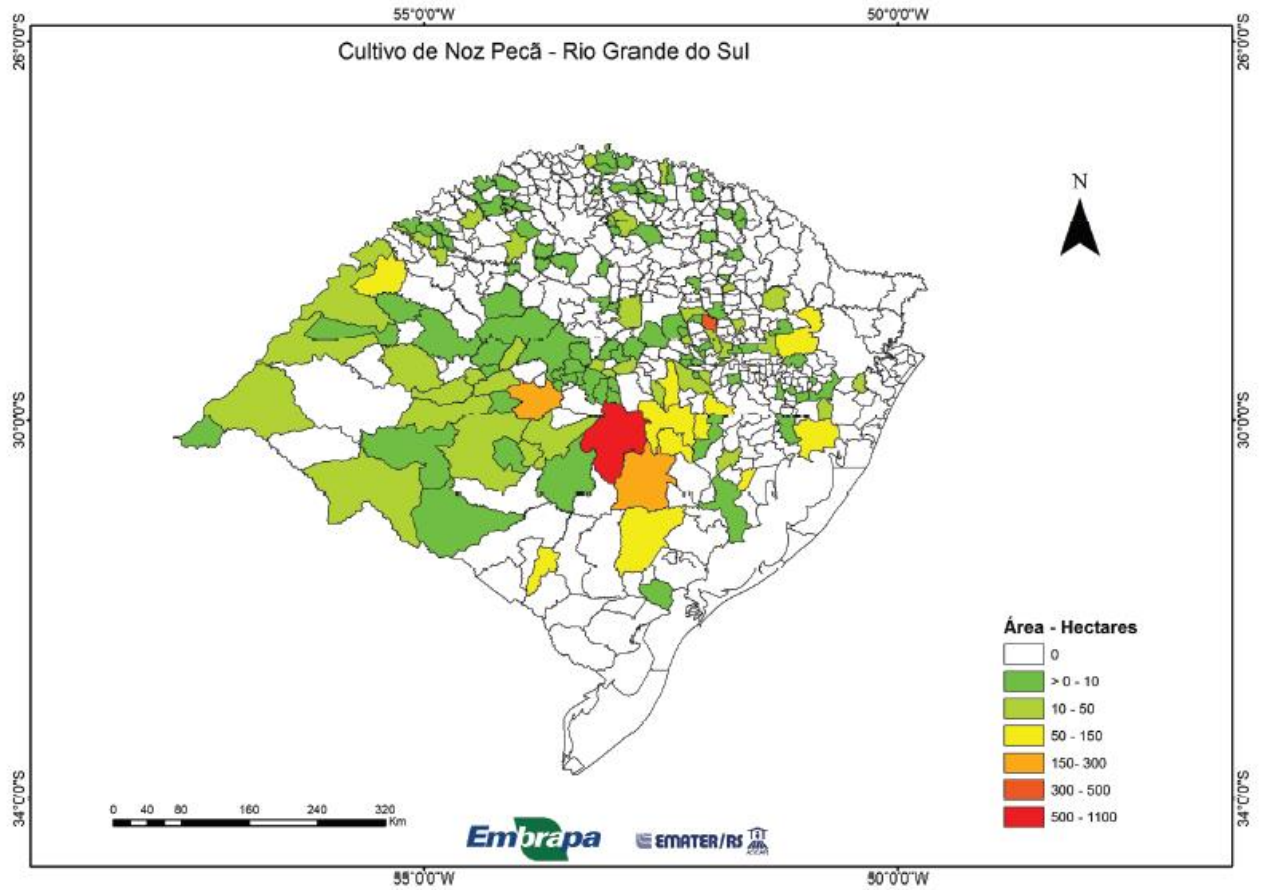 55°0'0"W
50°0'0"W
26°0'0"S
26°0'0"S
Cultivo de Noz Pecã - Rio Grande do Sul
N
30°0'0"S
30°0'0"S
Área - Hectares
0
> 0 - 10
10 - 50
50 - 150
150 - 300
300 - 500
500 - 1100
34°0'0"S
34°0'0"S
0 40 80 160 240 320
Km
Embrapa
EMATER/RS
ASCAR
55°0'0"W
50°0'0"W